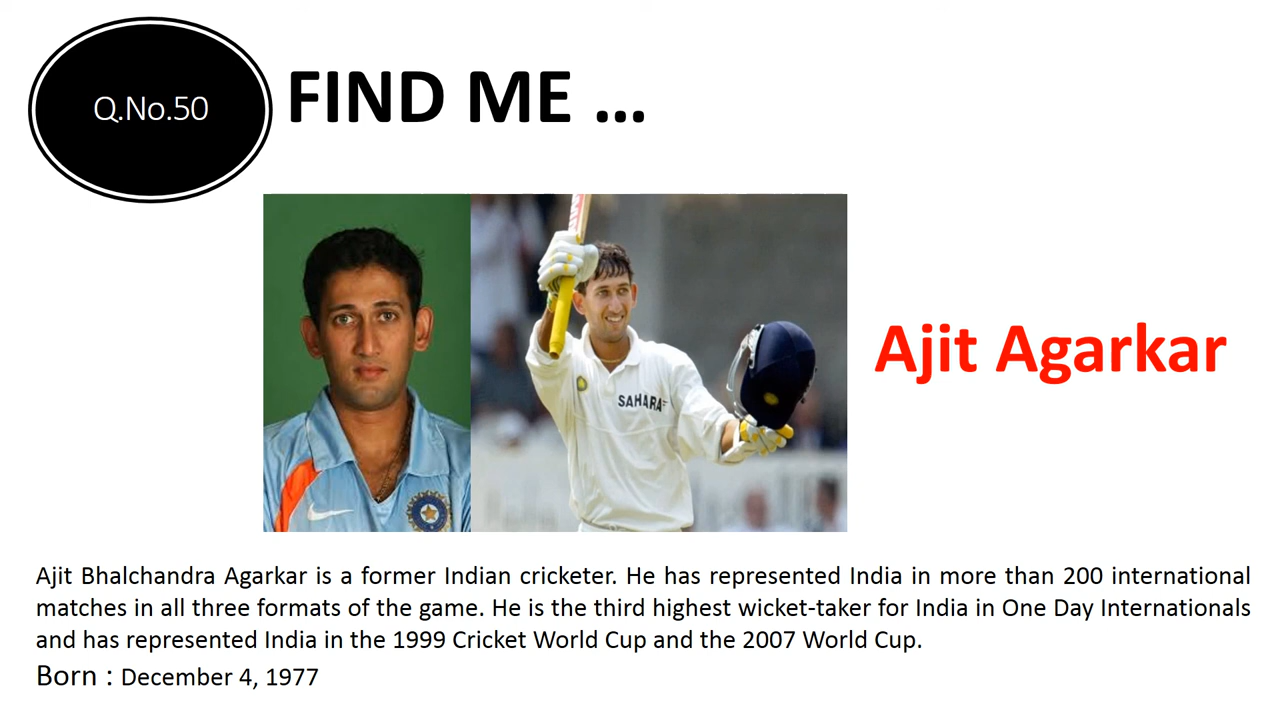 Q.No.50
FIND ME ...
SAHARA
Ajit Agarkar
Ajit Bhalchandra Agarkar is a former Indian cricketer. He has represented India in more than 200 international
matches in all three formats of the game. He is the third highest wicket-taker for India in One Day Internationals
and has represented India in the 1999 Cricket World Cup and the 2007 World Cup.
Born : December 4, 1977